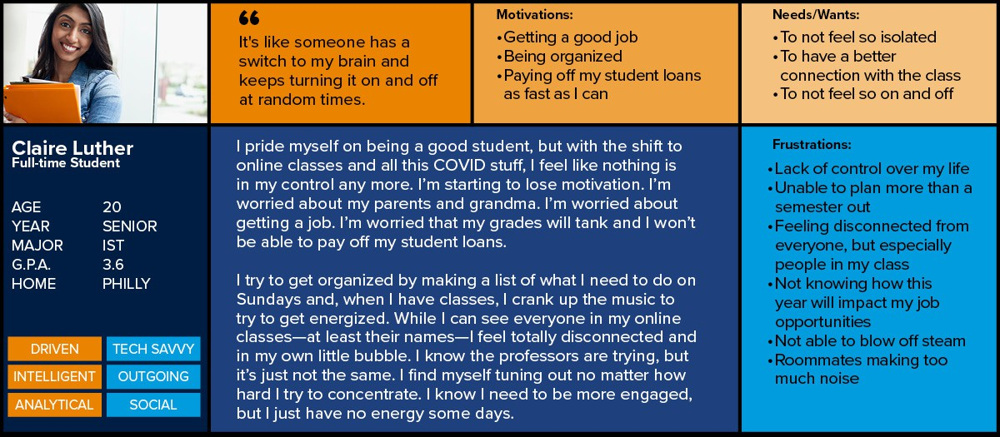 “
It's like someone has a
switch to my brain and
keeps turning it on and off
at random times.
Motivations:
•Getting a good job
•Being organized
•Paying off my student loans
as fast as I can
Needs/Wants:
•To not feel so isolated
•To have a better
connection with the class
•To not feel so on and off
Claire Luther
Full-time Student
AGE 20
YEAR SENIOR
MAJOR IST
G.P.A. 3.6
HOME PHILLY
DRIVEN TECH SAVVY
INTELLIGENT OUTGOING
ANALYTICAL SOCIAL
I pride myself on being a good student, but with the shift to
online classes and all this COVID stuff, I feel like nothing is
in my control any more. I’m starting to lose motivation. I’m
worried about my parents and grandma. I’m worried about
getting a job. I’m worried that my grades will tank and I won’t
be able to pay off my student loans.
I try to get organized by making a list of what I need to do on
Sundays and, when I have classes, I crank up the music to
try to get energized. While I can see everyone in my online
classes—at least their names—I feel totally disconnected and
in my own little bubble. I know the professors are trying, but
it’s just not the same. I find myself tuning out no matter how
hard I try to concentrate. I know I need to be more engaged,
but I just have no energy some days.
Frustrations:
•Lack of control over my life
•Unable to plan more than a
semester out
•Feeling disconnected from
everyone, but especially
people in my class
•Not knowing how this
year will impact my job
opportunities
•Not able to blow off steam
•Roommates making too
much noise